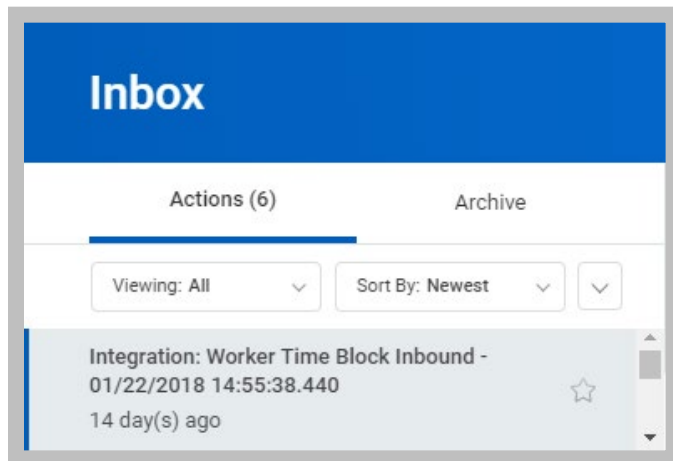 Inbox
Actions (6)
Archive
Viewing: All
Sort By: Newest
Integration: Worker Time Block Inbound -
01/22/2018 14:55:38.440
14 day(s) ago